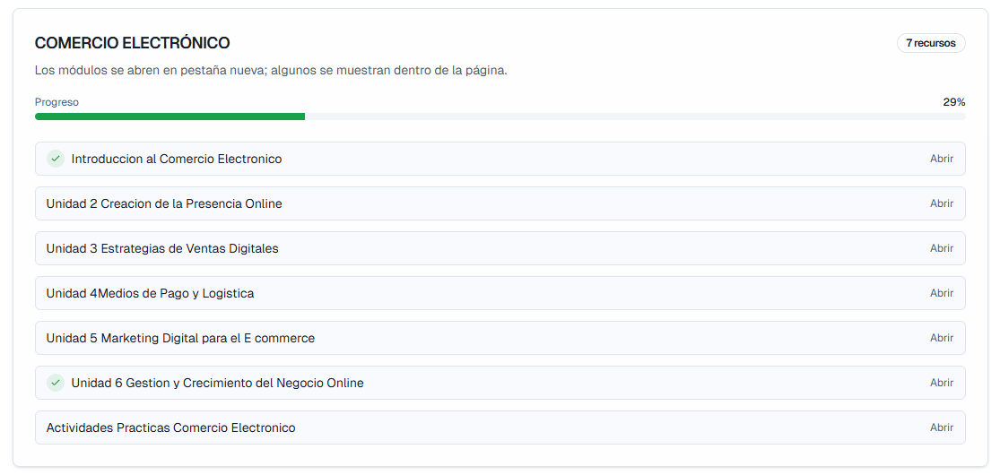 COMERCIO ELECTRÓNICO
7 recursos
Los módulos se abren en pestaña nueva; algunos se muestran dentro de la página.
Progreso
29%
Introduccion al Comercio Electronico
Abrir
Unidad 2 Creacion de la Presencia Online
Abrir
Unidad 3 Estrategias de Ventas Digitales
Abrir
Unidad 4Medios de Pago y Logistica
Abrir
Unidad 5 Marketing Digital para el E commerce
Abrir
Unidad 6 Gestion y Crecimiento del Negocio Online
Abrir
Actividades Practicas Comercio Electronico
Abrir